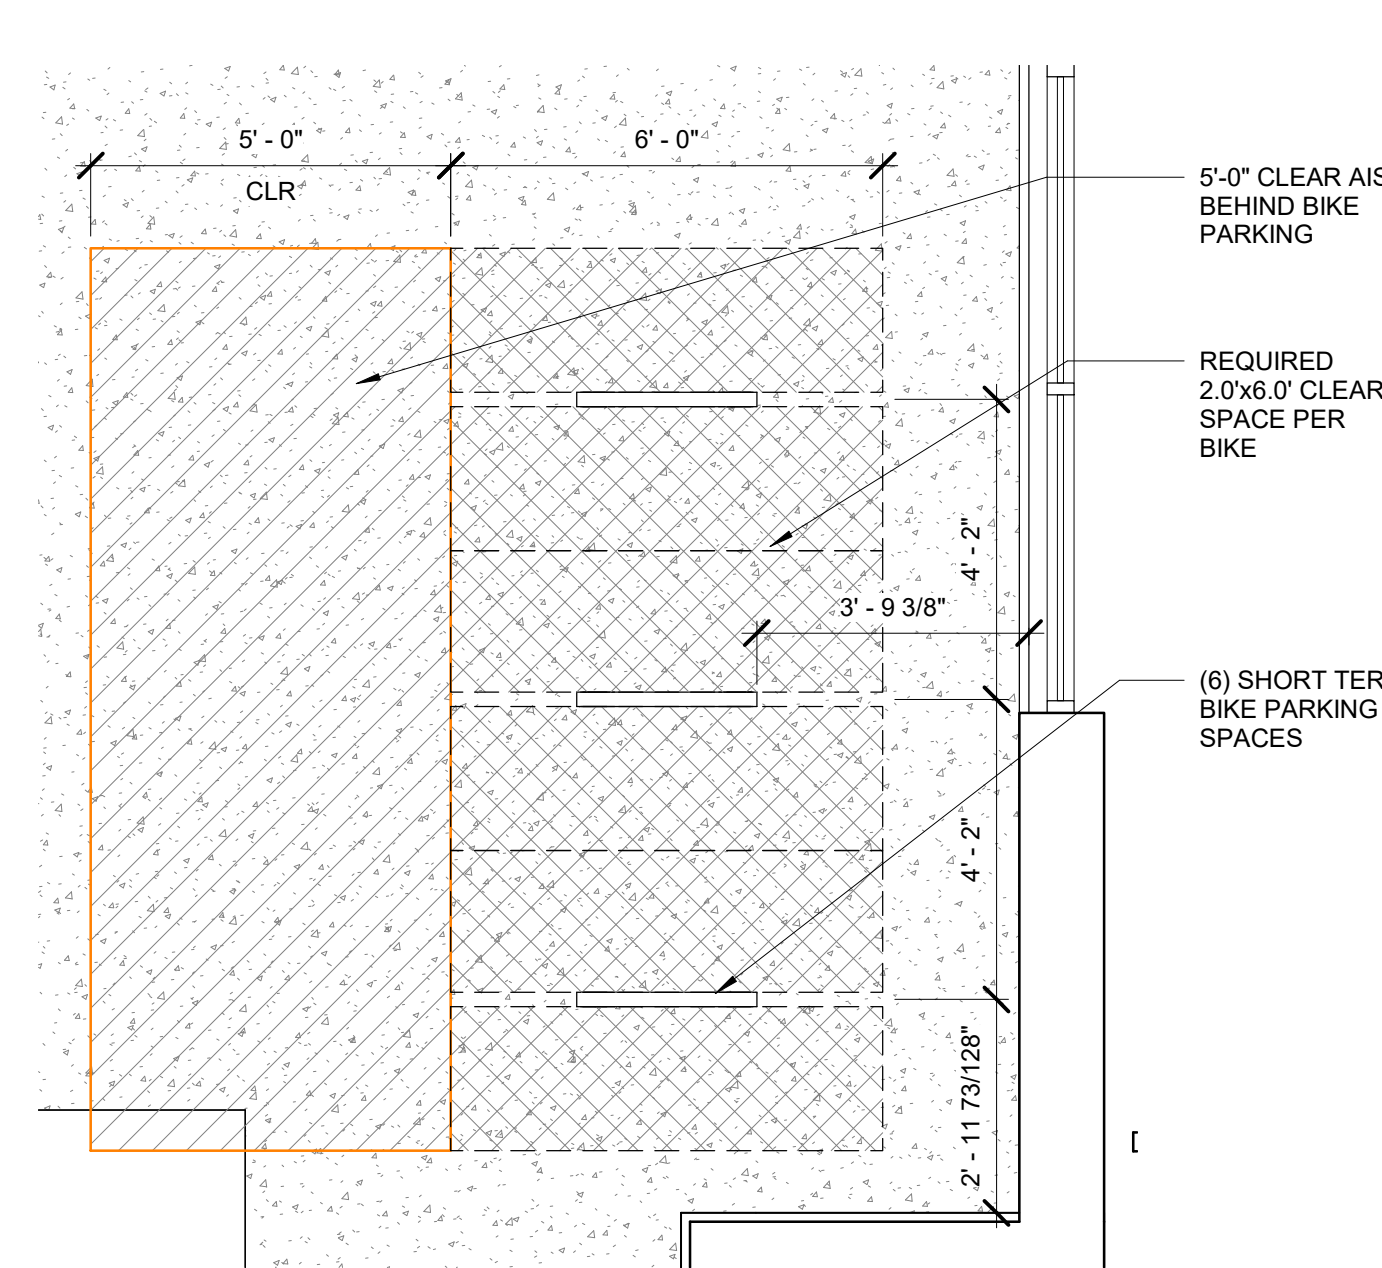 5' - 0"
6' - 0"
CLR
5'-0" CLEAR AIS
BEHIND BIKE
PARKING
REQUIRED
2.0'x6.0' CLEAR
SPACE PER
BIKE
4' - 2"
3' - 9 3/8"
(6) SHORT TER
BIKE PARKING
SPACES
4' - 2"
2' - 11 73/128"